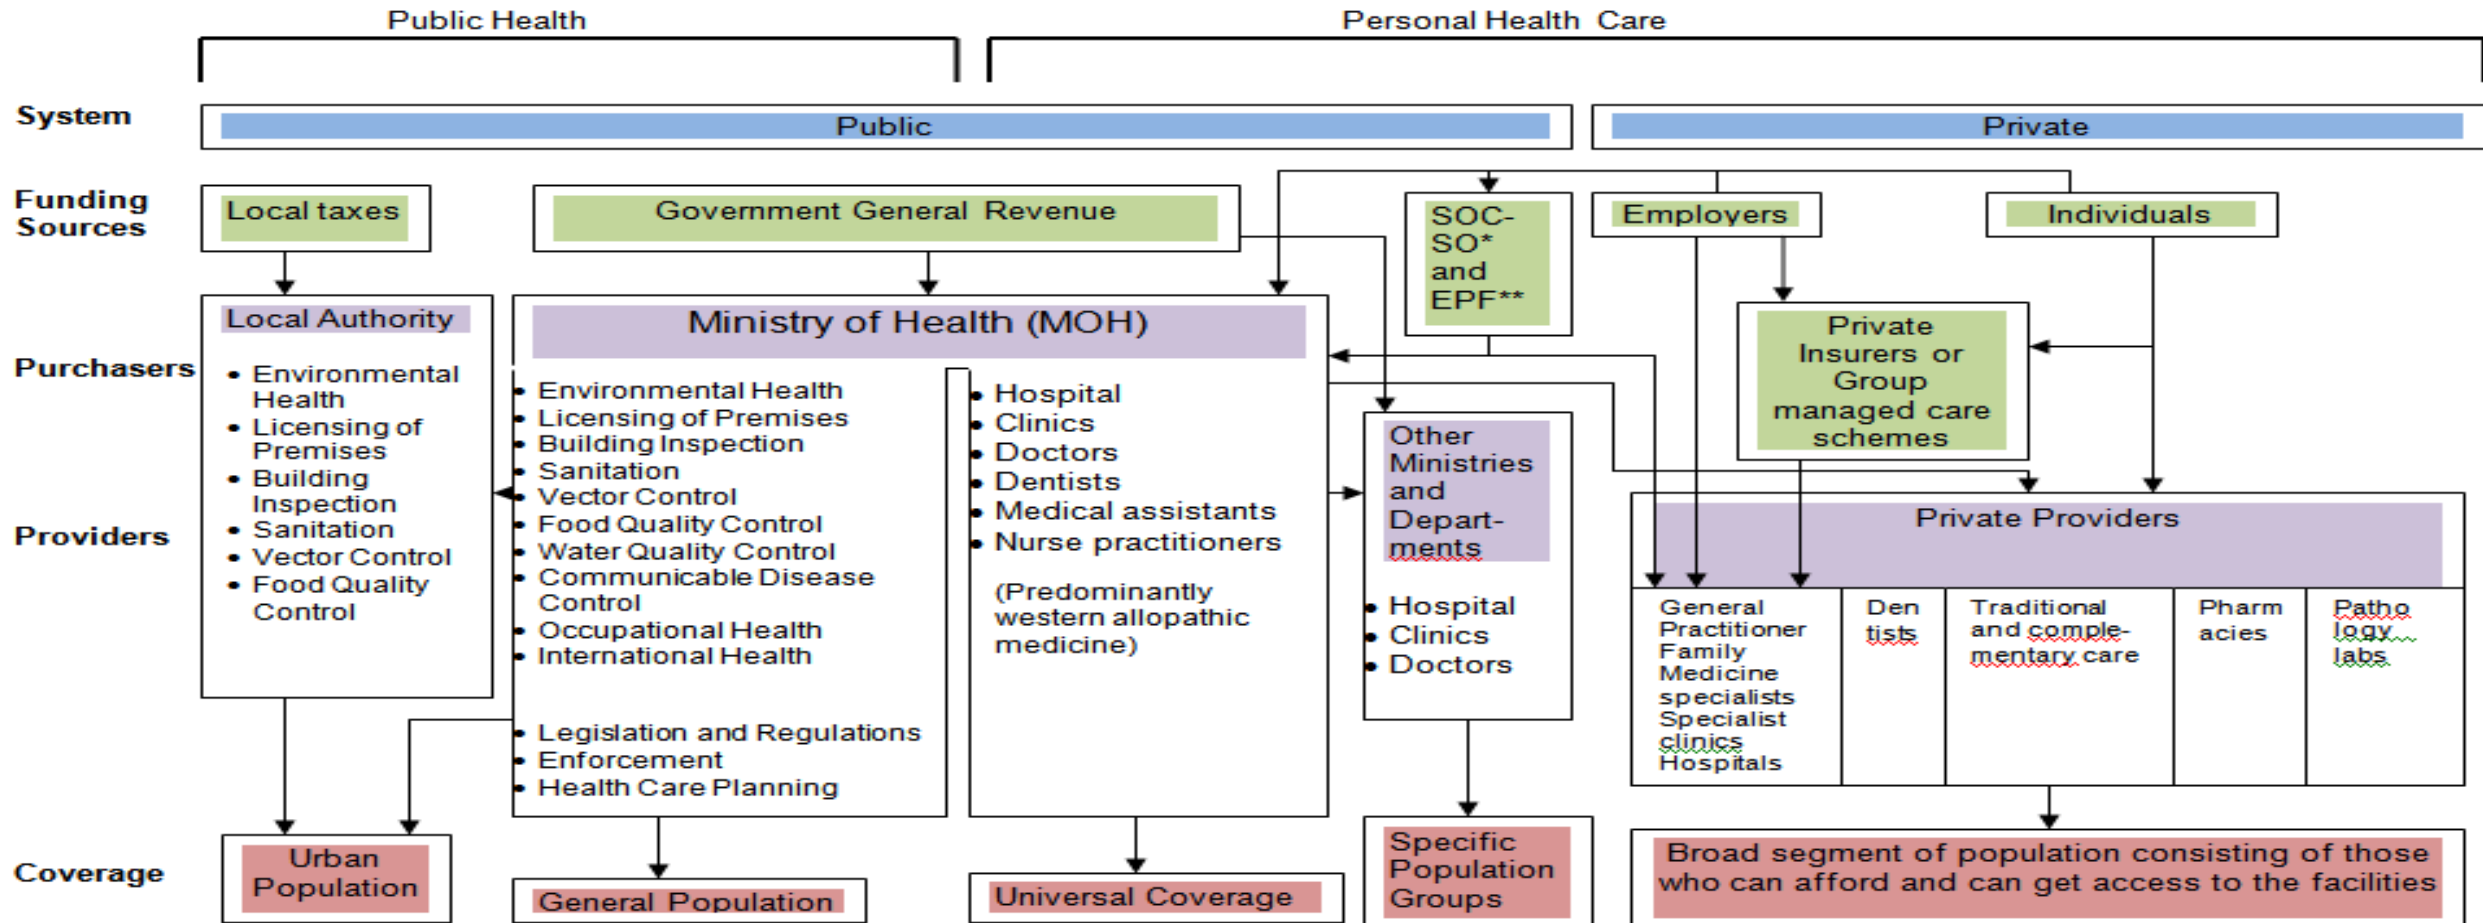 Public Health
Personal Health Care
System
Public
Private
Funding
Sources
Local taxes
Government General Revenue
SOC-
SO*
and
EPF**
Employers
Individuals
Purchasers
Providers
Local Authority
• Environmental
Health
• Licensing of
Premises
• Building
Inspection
• Sanitation
• Vector Control
• Food Quality
Control
Ministry of Health (MOH)
• Environmental Health
• Licensing of Premises
• Building Inspection
• Sanitation
• Vector Control
• Food Quality Control
• Water Quality Control
• Communicable Disease
Control
• Occupational Health
• International Health
• Legislation and Regulations
• Enforcement
• Health Care Planning
• Hospital
• Clinics
• Doctors
• Dentists
• Medical assistants
• Nurse practitioners
(Predominantly
western allopathic
medicine)
Other
Ministries
and
Depart-
ments
• Hospital
• Clinics
• Doctors
Private
Insurers or
Group
managed care
schemes
Private Providers
General
Practitioner
Family
Medicine
specialists
Specialist
clinics
Hospitals
Den
tists
Traditional
and comple-
mentary care
Pharm
acies
Patho
logy
labs
Coverage
Urban
Population
General Population
Universal Coverage
Specific
Population
Groups
Broad segment of population consisting of those
who can afford and can get access to the facilities